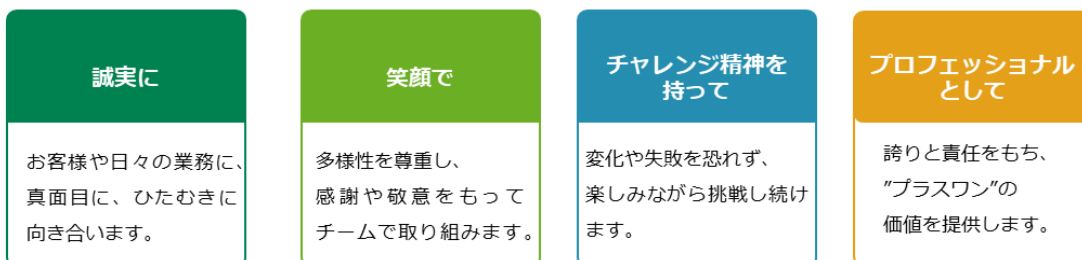 誠実に
お客様や日々の業務に、
真面目に、ひたむきに
向き合います。
笑顔で
多様性を尊重し、
感謝や敬意をもって
チームで取り組みます。
チャレンジ精神を
持って
変化や失敗を恐れず、
楽しみながら挑戦し続け
ます。
プロフェッショナル
として
誇りと責任をもち、
”プラスワン”の
価値を提供します。